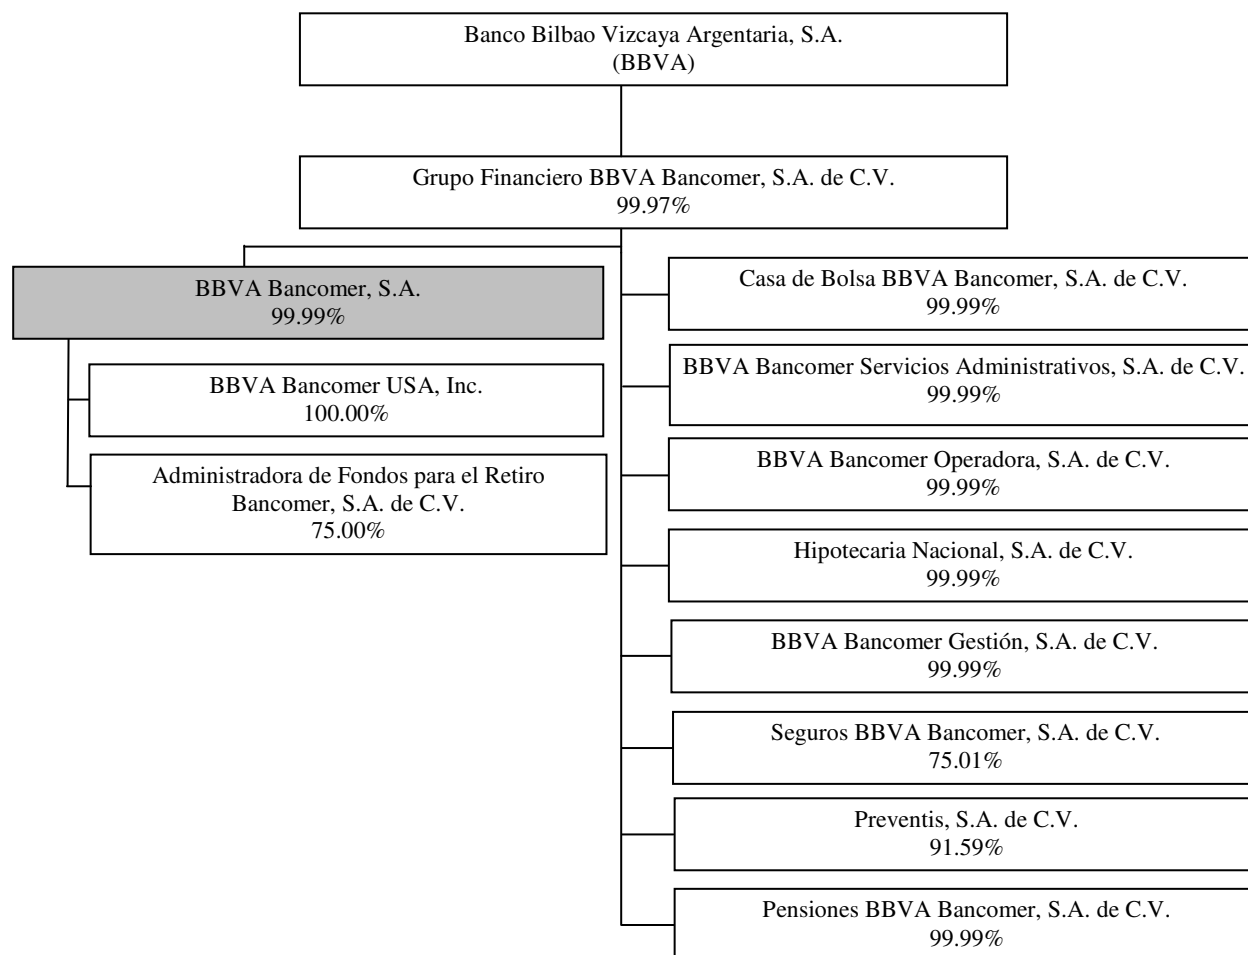 Banco Bilbao Vizcaya Argentaria, S.A.
(BBVA)
Grupo Financiero BBVA Bancomer, S.A. de C.V.
99.97%
BBVA Bancomer, S.A.
99.99%
BBVA Bancomer USA, Inc.
100.00%
Administradora de Fondos para el Retiro
Bancomer, S.A. de C.V.
75.00%
Casa de Bolsa BBVA Bancomer, S.A. de C.V.
99.99%
BBVA Bancomer Servicios Administrativos, S.A. de C.V.
99.99%
BBVA Bancomer Operadora, S.A. de C.V.
99.99%
Hipotecaria Nacional, S.A. de C.V.
99.99%
BBVA Bancomer Gestión, S.A. de C.V.
99.99%
Seguros BBVA Bancomer, S.A. de C.V.
75.01%
Preventis, S.A. de C.V.
91.59%
Pensiones BBVA Bancomer, S.A. de C.V.
99.99%